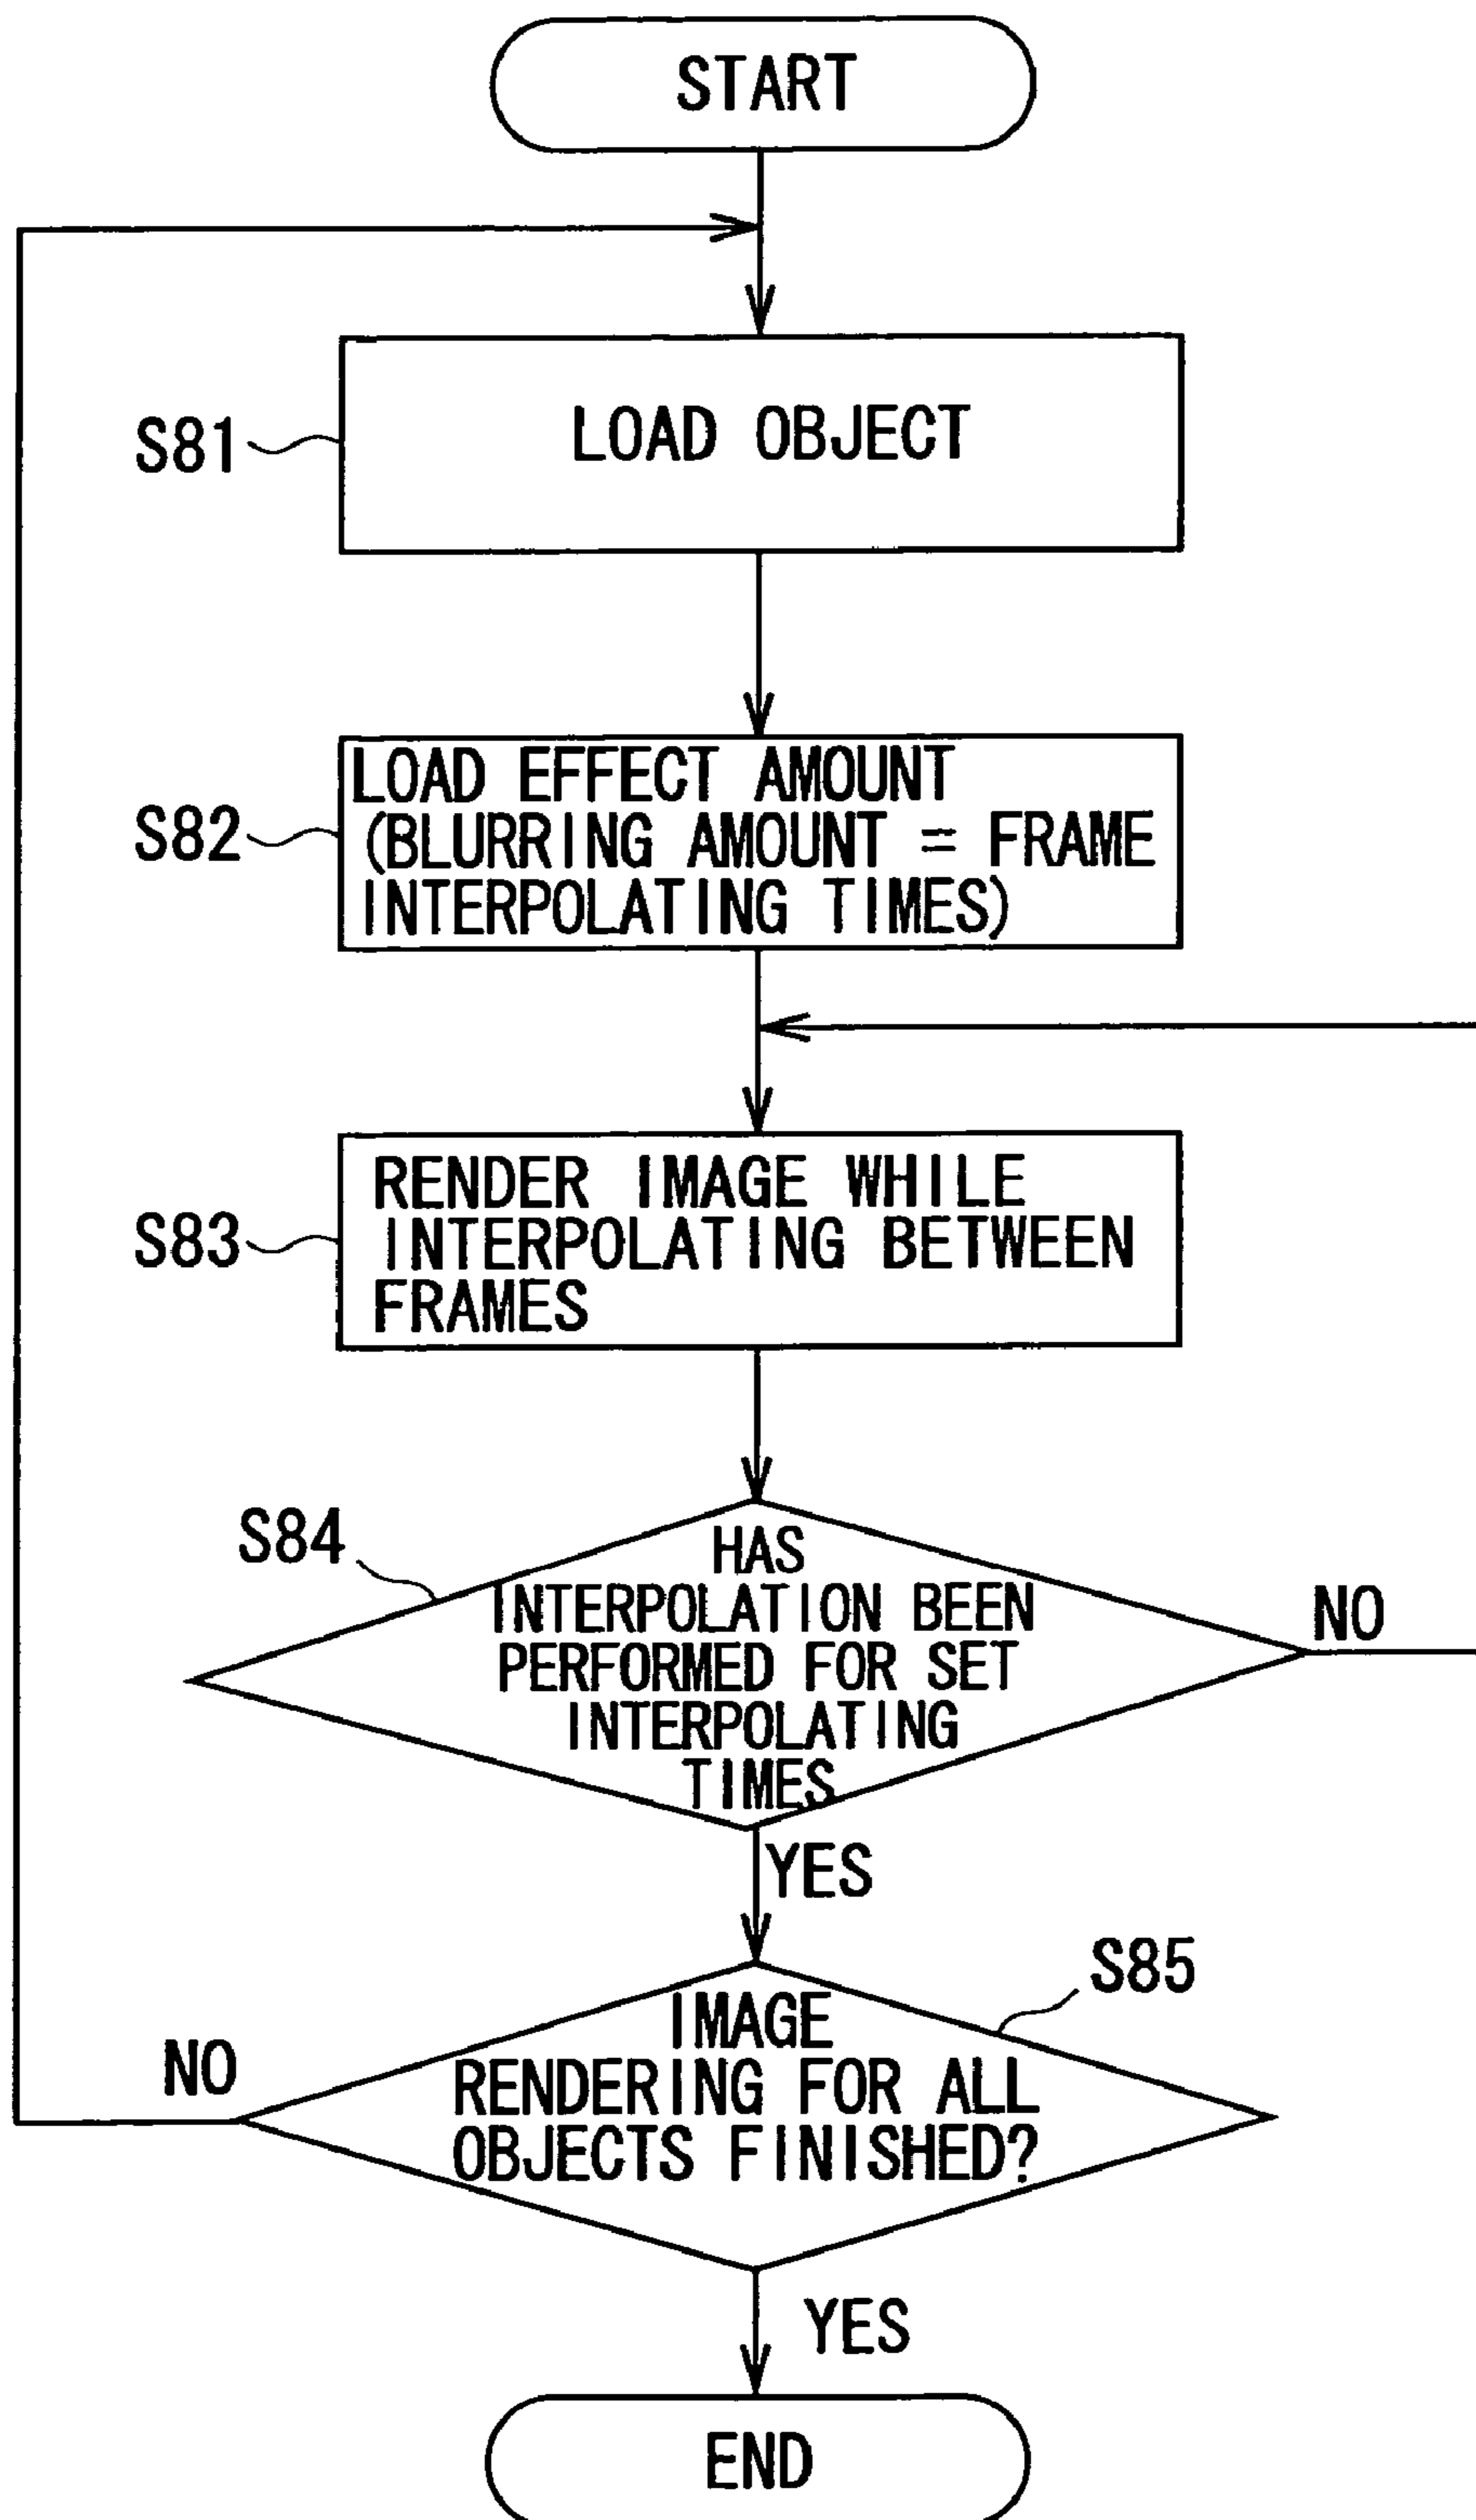 START
S81
LOAD OBJECT
S82
LOAD EFFECT AMOUNT
(BLURRING AMOUNT = FRAME
INTERPOLATING TIMES)
S83
RENDER IMAGE WHILE
INTERPOLATING BETWEEN
FRAMES
S84
HAS
INTERPOLATION BEEN
PERFORMED FOR SET
INTERPOLATING
TIMES
NO
YES
S85
IMAGE
RENDERING FOR ALL
OBJECTS FINISHED?
NO
YES
END